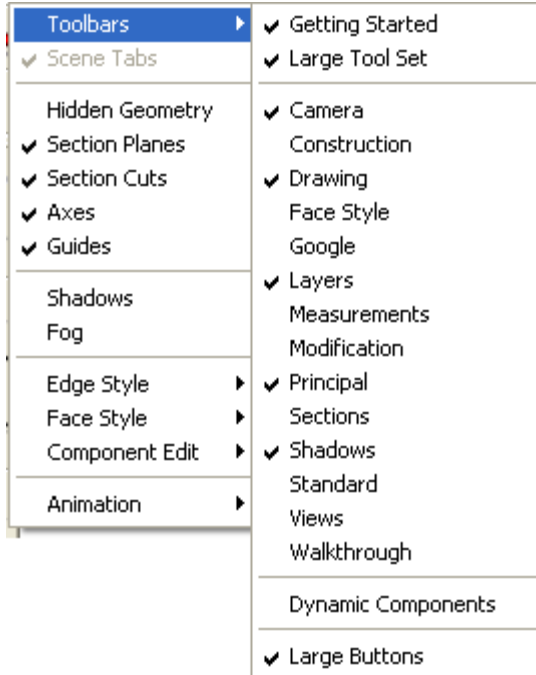 Toolbars
Scene Tabs
Hidden Geometry
Section Planes
Section Cuts
Axes
Guides
Shadows
Fog
Edge Style
Face Style
Component Edit
Animation
Getting Started
Large Tool Set
Camera
Construction
Drawing
Face Style
Google
Layers
Measurements
Modification
Principal
Sections
Shadows
Standard
Views
Walkthrough
Dynamic Components
Large Buttons